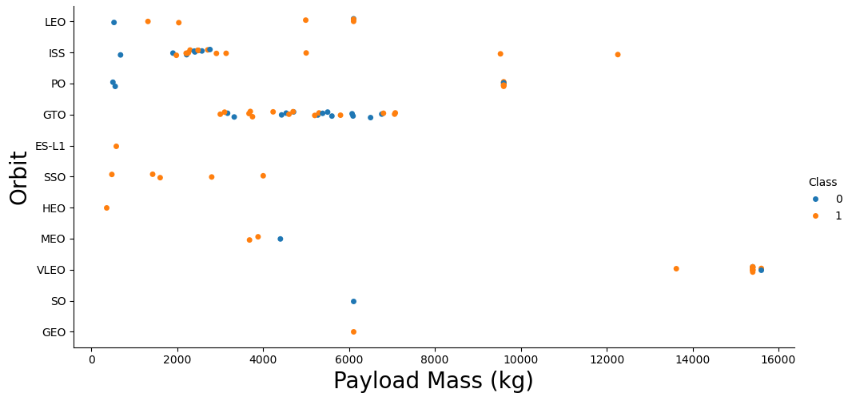 LEO
ISS
PO
GTO
ES-L1
SSO
HEO
MEO
VLEO
SO
GEO
Orbit
0 2000 4000 6000 8000 10000 12000 14000 16000
Payload Mass (kg)
Class
0
1